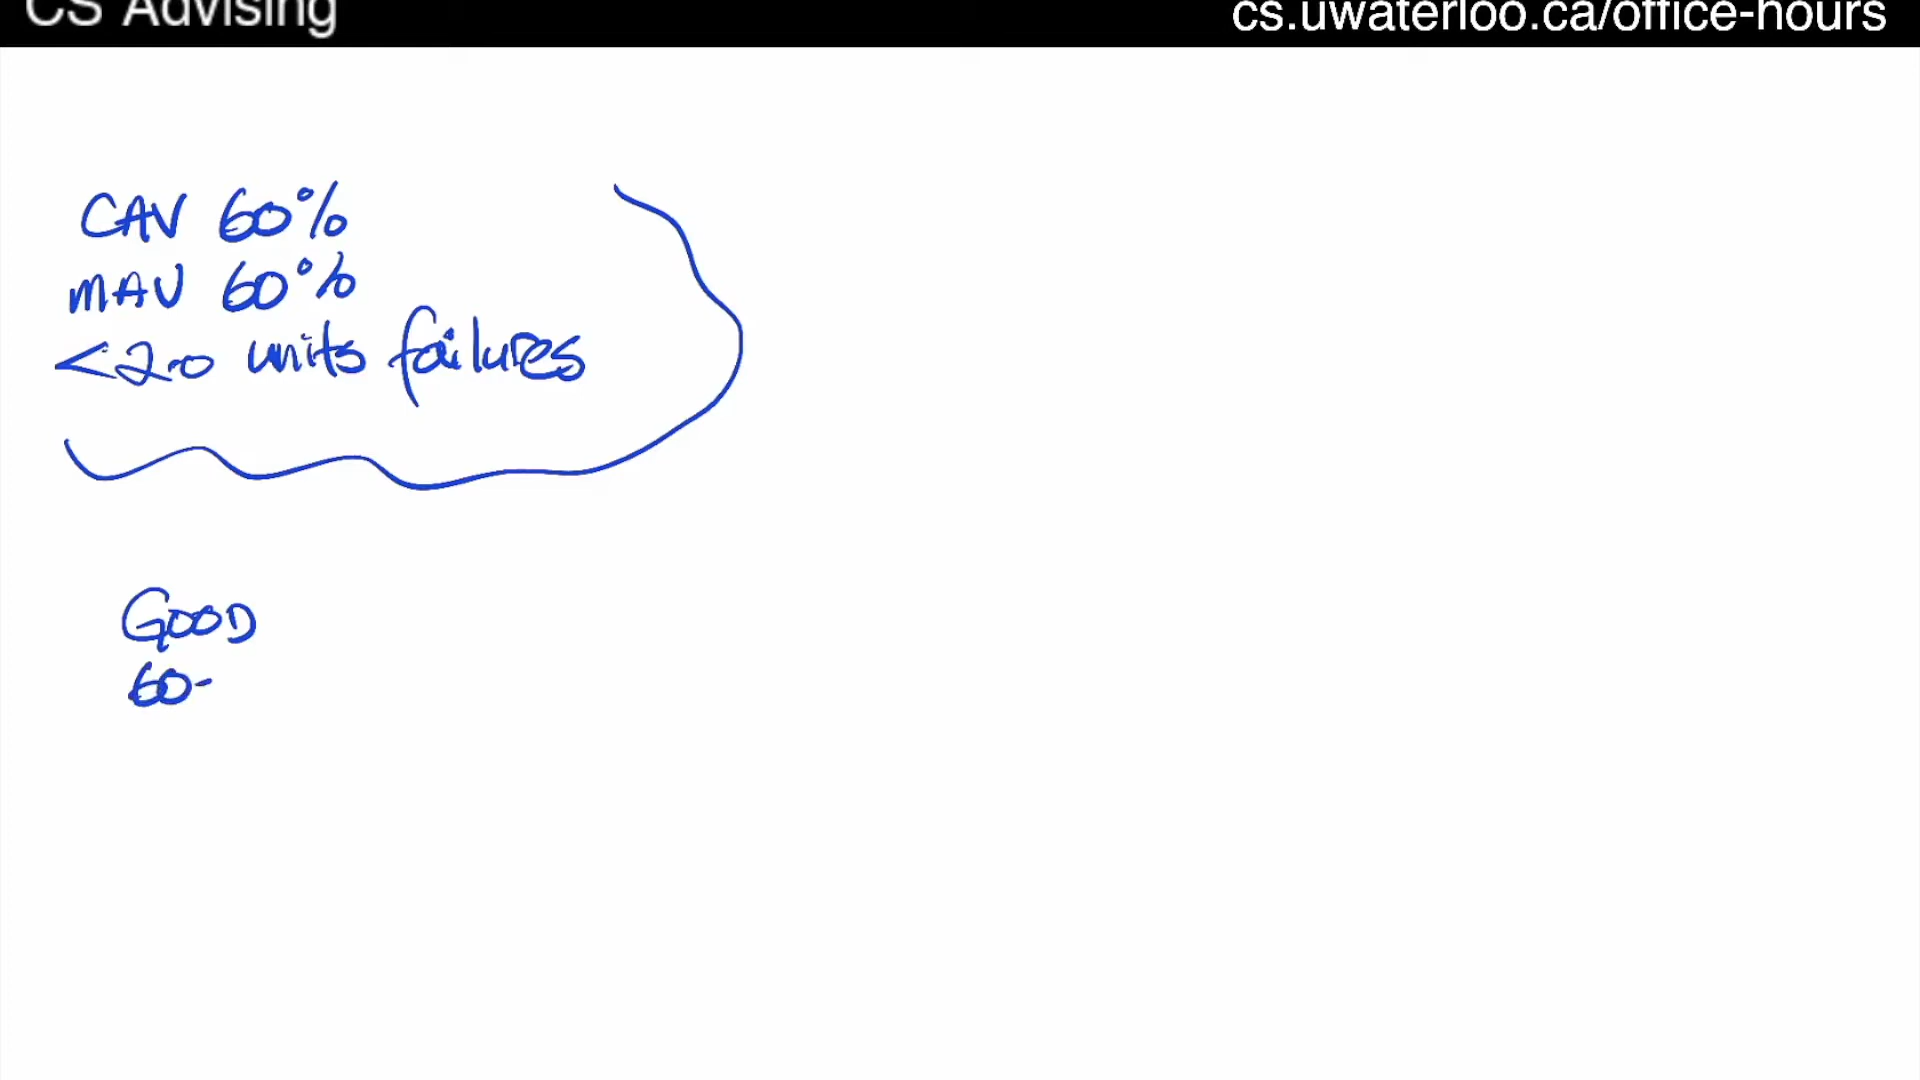 CS Advising
cs.uwaterloo.ca/office-hours
CAV 60%
MAV 60%
<2.0 units failures
GOOD
60-